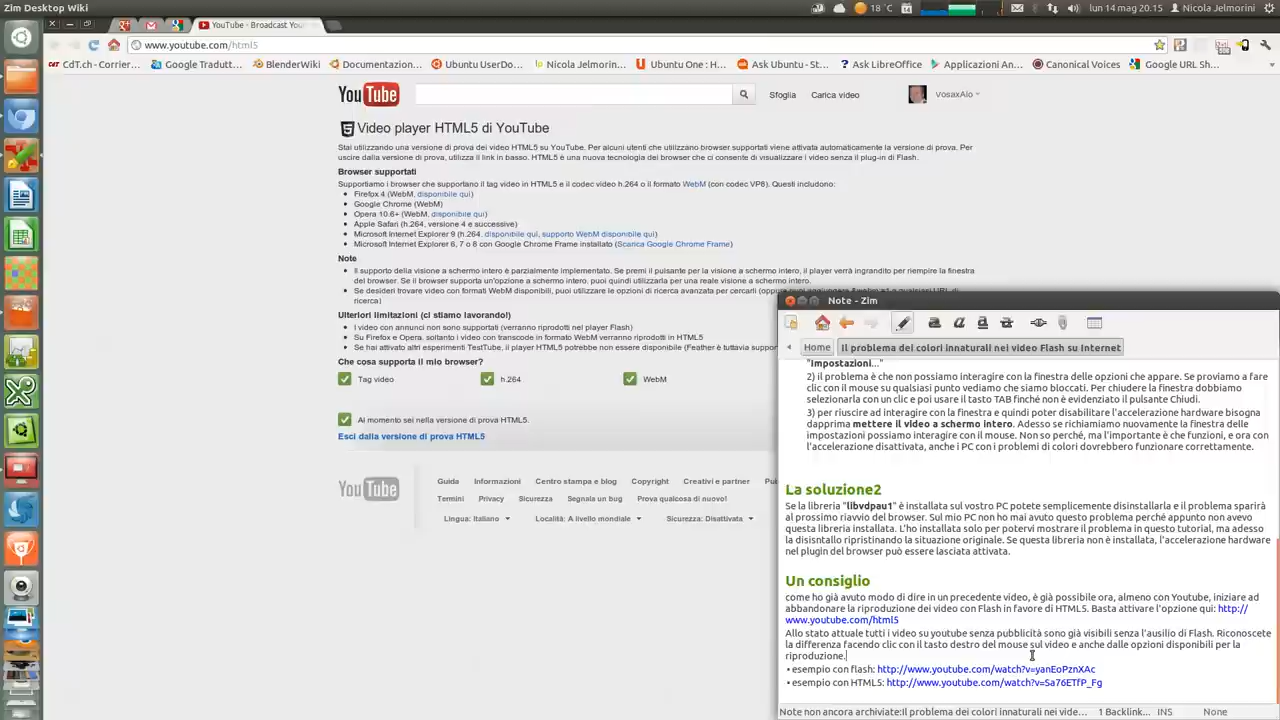 Zim Desktop Wiki
18 °C
lun 14 mag 20.15
Nicola Jelmorini
YouTube - Broadcast Your
www.youtube.com/html5
CdT.ch - Corrier...
Google Tradutt...
BlenderWiki
Documentazion...
Ubuntu UserDo...
Nicola Jelmorin...
Ubuntu One : H...
Ask Ubuntu - St...
Ask LibreOffice
Applicazioni An...
Canonical Voices
Google URL Sh...
YouTube
Sfoglia
Carica video
VosaxAlo
Video player HTML5 di YouTube
Stai utilizzando una versione di prova dei video HTML5 su YouTube. Per alcuni utenti che utilizzano browser supportati viene attivata automaticamente la versione di prova. Per
uscire dalla versione di prova, utilizza il link in basso. HTML5 è una nuova tecnologia dei browser che ci consente di visualizzare i video senza il plug-in di Flash.
Browser supportati
Supportiamo i browser che supportano il tag video in HTML5 e il codec video h.264 o il formato WebM (con codec VP8). Questi includono:
Firefox 4 (WebM, disponibile qui)
Google Chrome (WebM)
Opera 10.6+ (WebM, disponibile qui)
Apple Safari (h.264, versione 4 e successive)
Microsoft Internet Explorer 9 (h.264, disponibile qui, supporto WebM disponibile qui)
Microsoft Internet Explorer 6, 7 o 8 con Google Chrome Frame installato (Scarica Google Chrome Frame)
Note
Il supporto della visione a schermo intero è parzialmente implementato. Se premi il pulsante per la visione a schermo intero, il player verrà ingrandito per riempire la finestra
del browser. Se il browser supporta un'opzione a schermo intero, puoi quindi utilizzarla per una reale visione a schermo intero.
Se desideri trovare video con formati WebM disponibili, puoi utilizzare le opzioni di ricerca avanzata per cercarli (oppure puoi
ricerca)
Ulteriori limitazioni (ci stiamo lavorando!)
I video con annunci non sono supportati (verranno riprodotti nel player Flash)
Su Firefox e Opera, soltanto i video con transcode in formato WebM verranno riprodotti in HTML5
Se hai attivato altri esperimenti TestTube, il player HTML5 potrebbe non essere disponibile (Feather è tuttavia suppor
Che cosa supporta il mio browser?
Tag video
h.264
WebM
Al momento sei nella versione di prova HTML5.
Esci dalla versione di prova HTML5
YouTube
Guida
Informazioni
Centro stampa e blog
Copyright
Creativi e partner
Pub
Termini
Privacy
Sicurezza
Segnala un bug
Prova qualcosa di nuovo!
Lingua: Italiano
Località: A livello mondiale
Sicurezza: Disattivata
Note - Zim
Home
Il problema dei colori innaturali nei video Flash su Internet
"Impostazioni..."
2) il problema è che non possiamo interagire con la finestra delle opzioni che appare. Se proviamo a fare
clic con il mouse su qualsiasi punto vediamo che siamo bloccati. Per chiudere la finestra dobbiamo
selezionarla con un clic e poi usare il tasto TAB finché non è evidenziato il pulsante Chiudi.
3) per riuscire ad interagire con la finestra e quindi poter disabilitare l'accelerazione hardware bisogna
dapprima mettere il video a schermo intero. Adesso se richiamiamo nuovamente la finestra delle
impostazioni possiamo interagire con il mouse. Non so perché, ma l'importante è che funzioni, e ora con
l'accelerazione disattivata, anche i PC con i problemi di colori dovrebbero funzionare correttamente.
La soluzione2
Se la libreria "libvdpau1" è installata sul vostro PC potete semplicemente disinstallarla e il problema sparirà
al prossimo riavvio del browser. Sul mio PC non ho mai avuto questo problema perché appunto non avevo
questa libreria installata. L'ho installata solo per potervi mostrare il problema in questo tutorial, ma adesso
la disintallo ripristinando la situazione originale. Se questa libreria non è installata, l'accelerazione hardware
nel plugin del browser può essere lasciata attivata.
Un consiglio
come ho già avuto modo di dire in un precedente video, è già possibile ora, almeno con Youtube, iniziare ad
abbandonare la riproduzione dei video con Flash in favore di HTML5. Basta attivare l'opzione qui: http://
www.youtube.com/html5
Allo stato attuale tutti i video su youtube senza pubblicità sono già visibili senza l'ausilio di Flash. Riconoscete
la differenza facendo clic con il tasto destro del mouse sul video e anche dalle opzioni disponibili per la
riproduzione.
• esempio con flash: http://www.youtube.com/watch?v=yanEoPznXAc
• esempio con HTML5: http://www.youtube.com/watch?v=Sa76ETfP_Fg
Note non ancora archiviate:Il problema dei colori innaturali nei vide...
1 Backlink...
INS
None